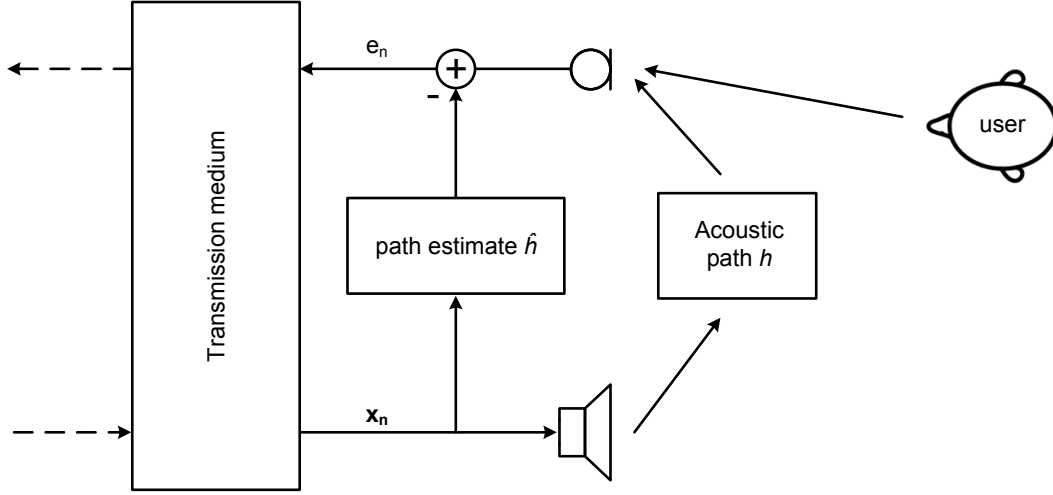 eₙ
+
-
user
Transmission medium
path estimate ĥ
Acoustic
path h
xₙ